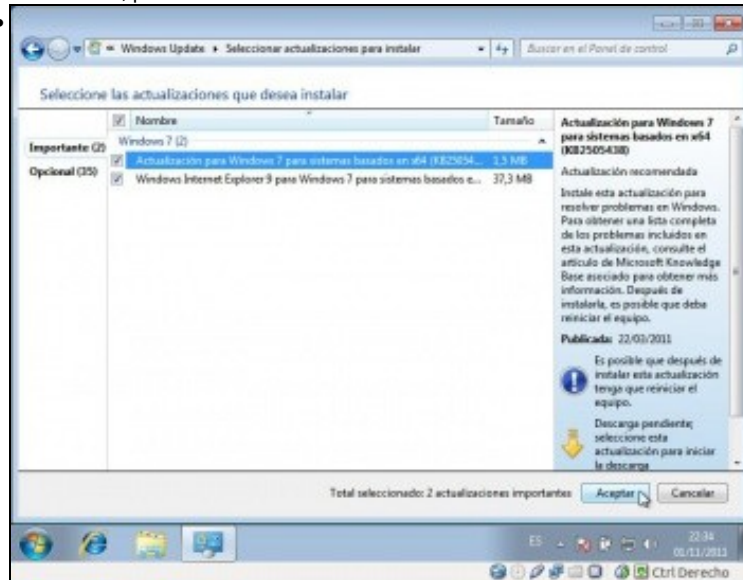 Windows Update ▸ Seleccionar actualizaciones para instalar
Buscar en el Panel de control
Seleccione las actualizaciones que desea instalar
Nombre
Tamaño
Importante (2)
Opcional (35)
Windows 7 (2)
Actualización para Windows 7 para sistemas basados en x64 (KB25054... 1,5 MB
Windows Internet Explorer 9 para Windows 7 para sistemas basados e... 37,3 MB
Actualización para Windows 7
para sistemas basados en x64
(KB2505438)
Actualización recomendada
Instale esta actualización para
resolver problemas en Windows.
Para obtener una lista completa
de los problemas incluidos en
esta actualización, consulte el
artículo de Microsoft Knowledge
Base asociado para obtener más
información. Después de
instalarla, es posible que deba
reiniciar el equipo.
Publicada: 22/03/2011
Es posible que después de
instalar esta actualización
tenga que reiniciar el
equipo.
Descarga pendiente;
seleccione esta
actualización para iniciar
la descarga
Total seleccionado: 2 actualizaciones importantes
Aceptar
Cancelar
ES
22:34
01/11/2011
Ctrl Derecho